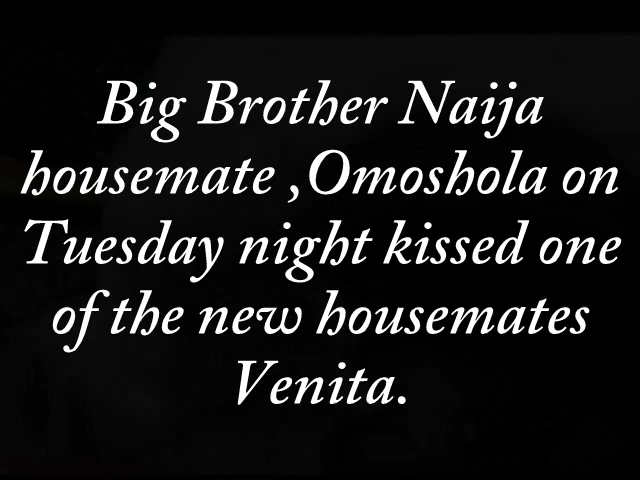 Big Brother Naija
housemate ,Omoshola on
Tuesday night kissed one
of the new housemates
Venita.